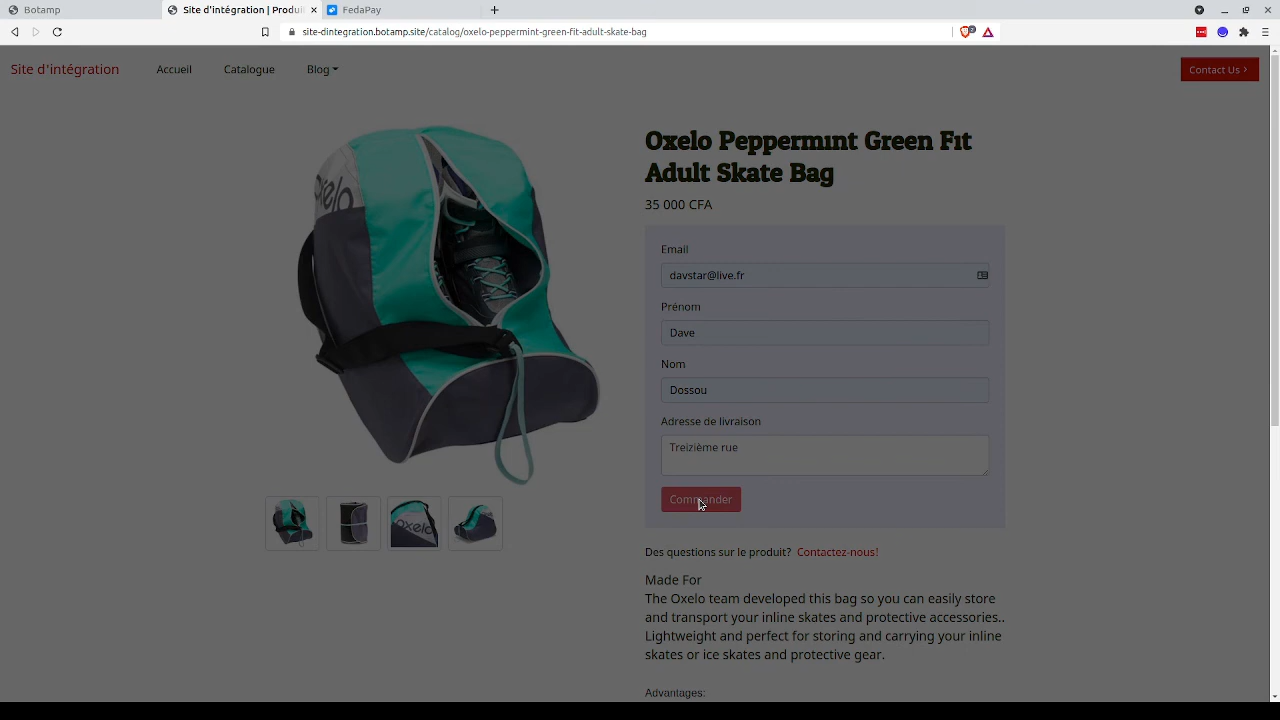 Botamp
Site d'intégration | Produi
FedaPay
site-dintegration.botamp.site/catalog/oxelo-peppermint-green-fit-adult-skate-bag
Site d'intégration
Accueil
Catalogue
Blog
Contact Us
oxelo
Oxelo Peppermint Green Fit
Adult Skate Bag
35 000 CFA
Email
davstar@live.fr
Prénom
Dave
Nom
Dossou
Adresse de livraison
Treizième rue
Commander
oxelo
Des questions sur le produit? Contactez-nous!
Made For
The Oxelo team developed this bag so you can easily store
and transport your inline skates and protective accessories..
Lightweight and perfect for storing and carrying your inline
skates or ice skates and protective gear.
Advantages: